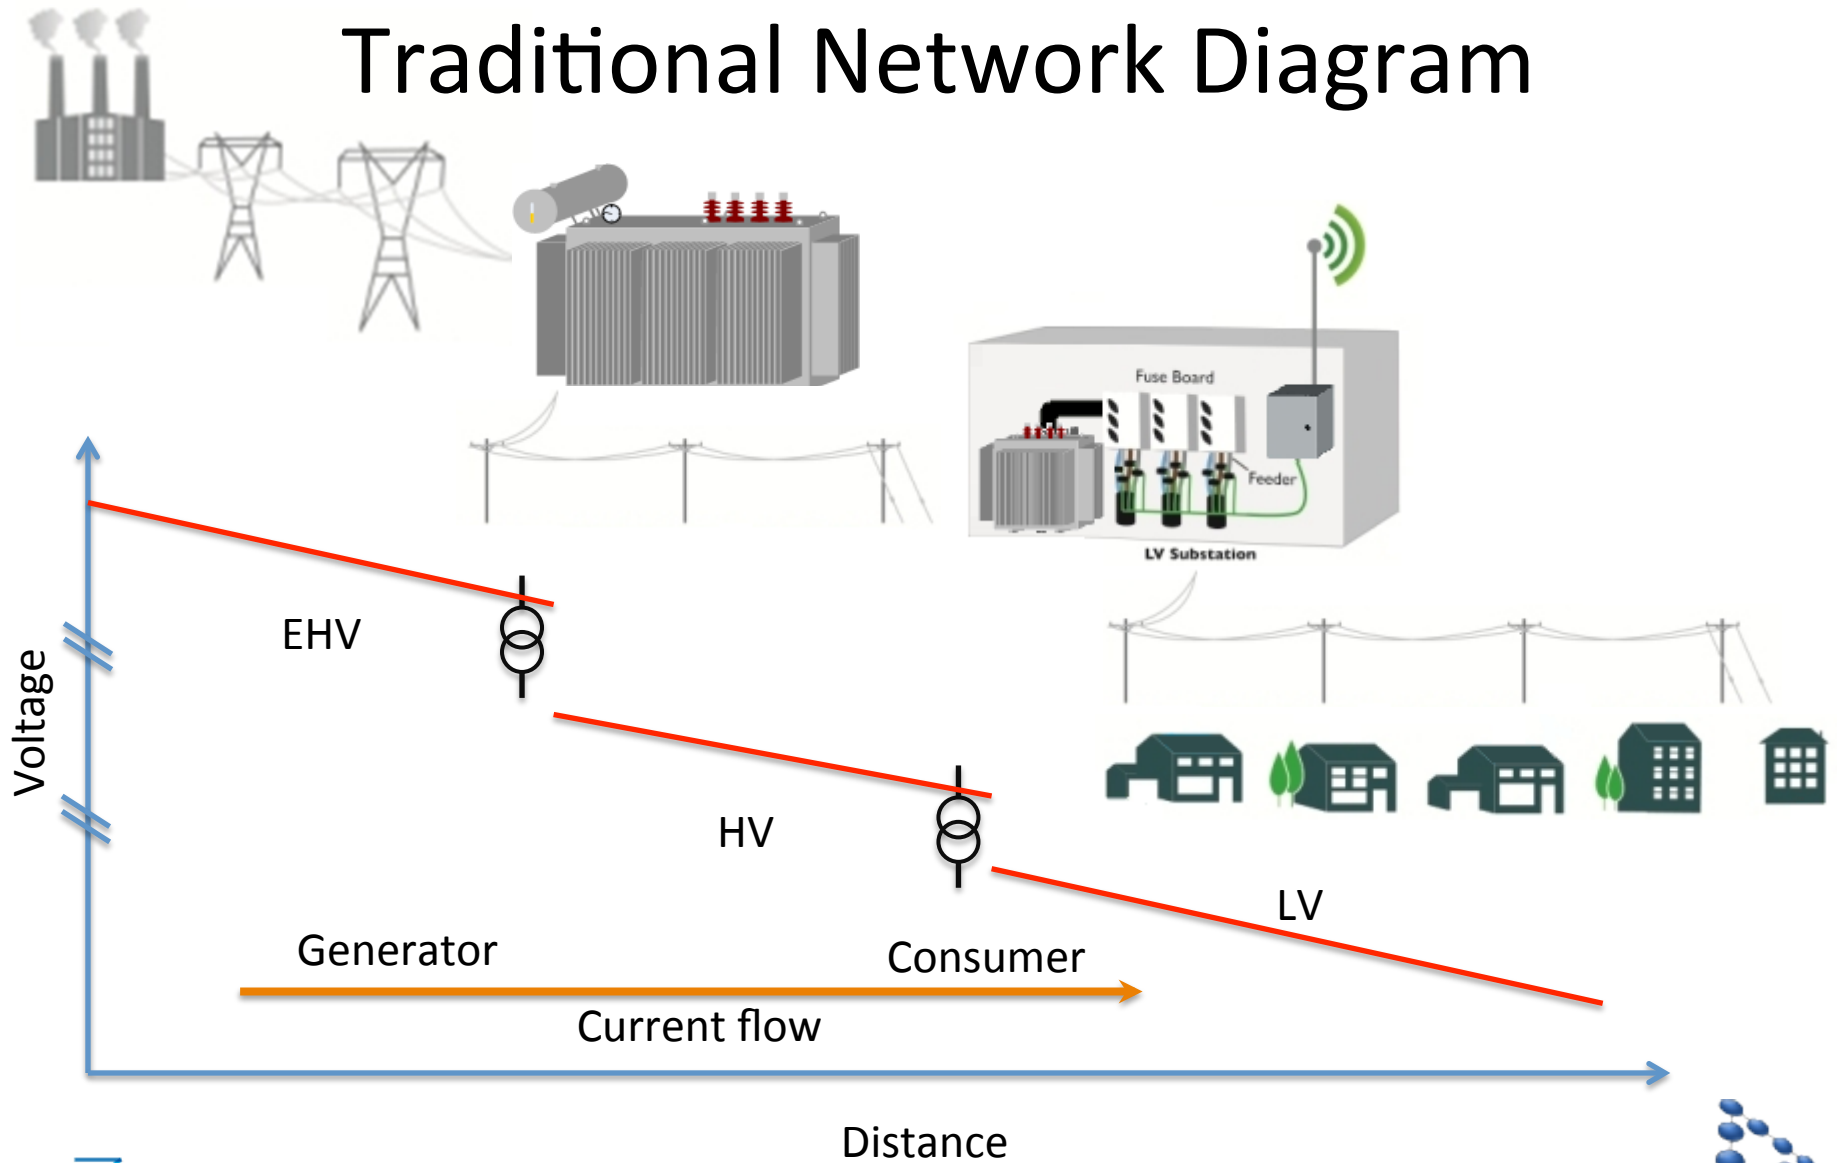 Traditional Network Diagram
Fuse Board
Feeder
LV Substation
EHV
Voltage
HV
LV
Generator
Consumer
Current flow
Distance